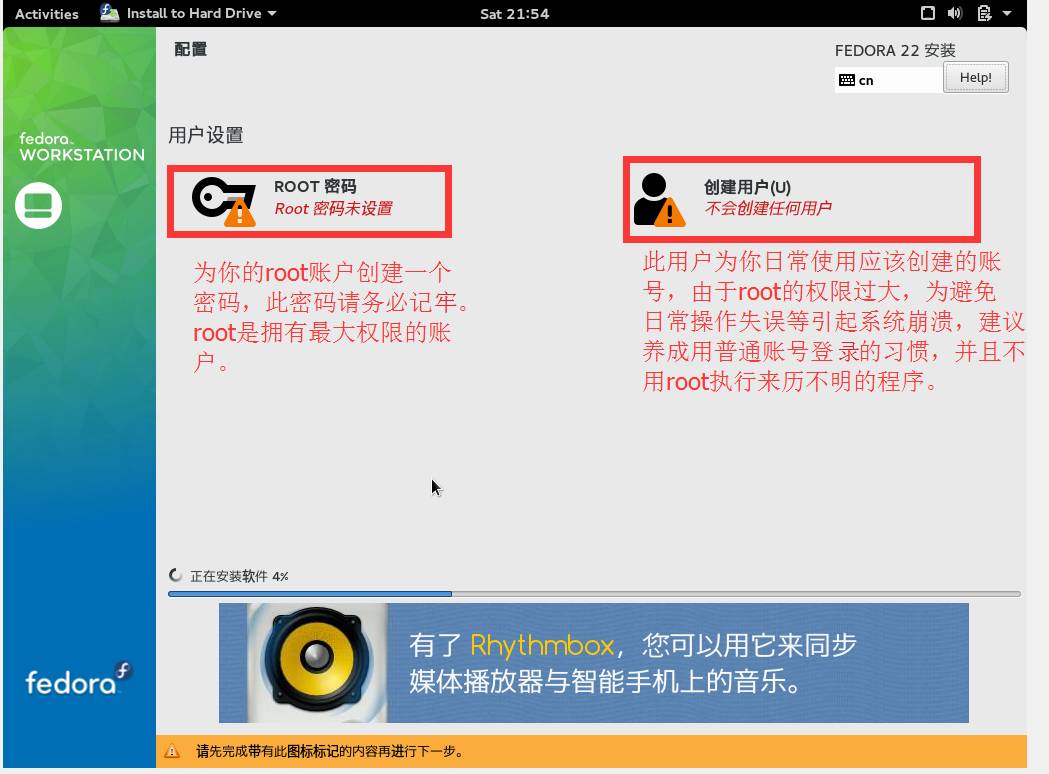 Activities Install to Hard Drive Sat 21:54
配置
FEDORA 22 安装
cn Help!
fedora
WORKSTATION
用户设置
ROOT 密码
Root 密码未设置
创建用户(U)
不会创建任何用户
为你的root账户创建一个
密码，此密码请务必记牢。
root是拥有最大权限的账
户。
此用户为你日常使用应该创建的账
号，由于root的权限过大，为避免
日常操作失误等引起系统崩溃，建议
养成用普通账号登录的习惯，并且不
用root执行来历不明的程序。
正在安装软件 4%
有了 Rhythmbox，您可以用它来同步
媒体播放器与智能手机上的音乐。
fedora
请先完成带有此图标标记的内容再进行下一步。